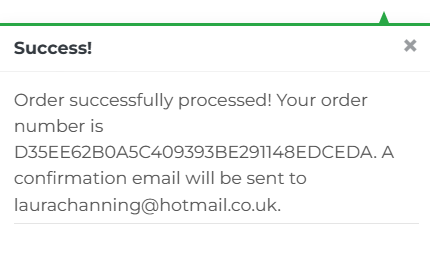 Success!
Order successfully processed! Your order
number is
D35EE62B0A5C409393BE291148EDCEDA. A
confirmation email will be sent to
laurachanning@hotmail.co.uk.